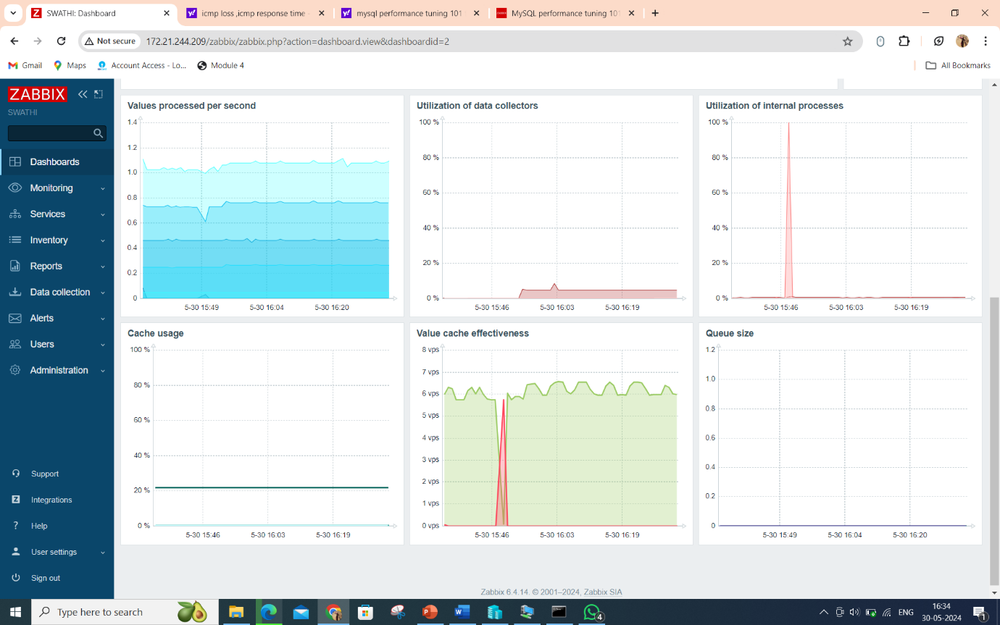 SWATHI: Dashboard
icmp loss ,icmp response time
mysql performance tuning 101
MySQL performance tuning 101
Not secure
172.21.244.209/zabbix/zabbix.php?action=dashboard.view&dashboardid=2
Gmail
Maps
Account Access - Lo...
Module 4
All Bookmarks
ZABBIX
SWATHI
Dashboards
Monitoring
Services
Inventory
Reports
Data collection
Alerts
Users
Administration
Support
Integrations
Help
User settings
Sign out
Values processed per second
1.4
1.2
1.0
0.8
0.6
0.4
0.2
0
5-30 15:49 5-30 16:04 5-30 16:20
Utilization of data collectors
100 %
80 %
60 %
40 %
20 %
0 %
5-30 15:46 5-30 16:03 5-30 16:19
Utilization of internal processes
100 %
80 %
60 %
40 %
20 %
0 %
5-30 15:46 5-30 16:03 5-30 16:19
Cache usage
100 %
80 %
60 %
40 %
20 %
0 %
5-30 15:46 5-30 16:03 5-30 16:19
Value cache effectiveness
8 vps
7 vps
6 vps
5 vps
4 vps
3 vps
2 vps
1 vps
0 vps
5-30 15:46 5-30 16:03 5-30 16:19
Queue size
1.2
1.0
0.8
0.6
0.4
0.2
0
5-30 15:49 5-30 16:04 5-30 16:20
Zabbix 6.4.14. © 2001–2024, Zabbix SIA
Type here to search
4
ENG
16:34
30-05-2024
1